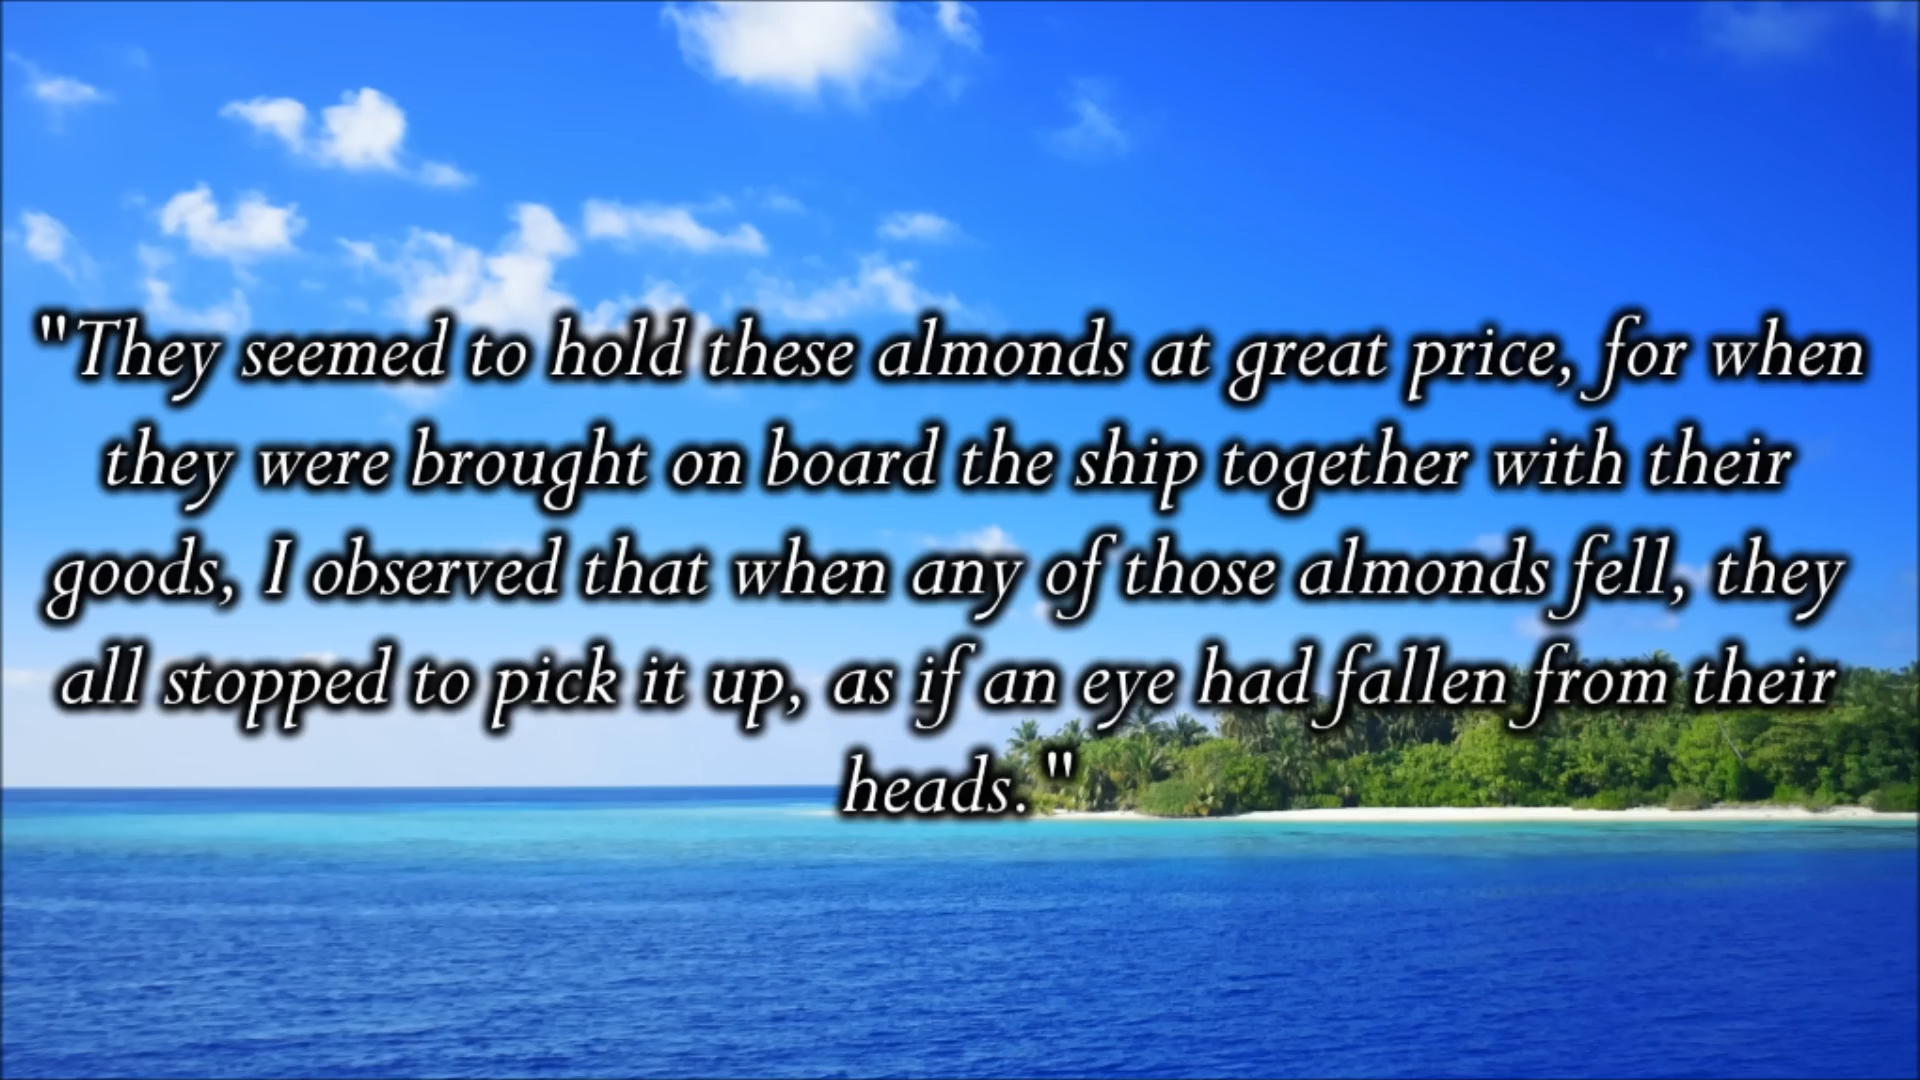 "They seemed to hold these almonds at great price, for when
they were brought on board the ship together with their
goods, I observed that when any of those almonds fell, they
all stopped to pick it up, as if an eye had fallen from their
heads."